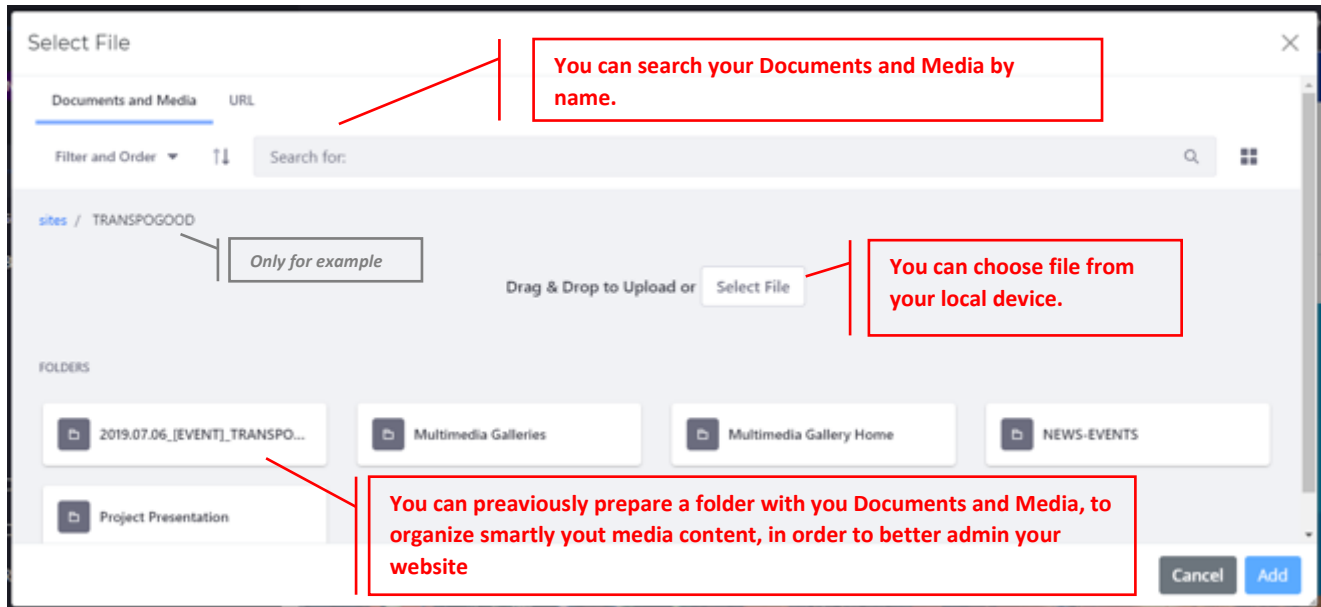 Select File
You can search your Documents and Media by
name.
Documents and Media URL
Filter and Order Search for:
sites / TRANSPOGOOD
Only for example
Drag & Drop to Upload or Select File
You can choose file from
your local device.
FOLDERS
2019.07.06_[EVENT]_TRANSPO...
Multimedia Galleries
Multimedia Gallery Home
NEWS-EVENTS
Project Presentation
You can preaviously prepare a folder with you Documents and Media, to
organize smartly yout media content, in order to better admin your
website
Cancel Add